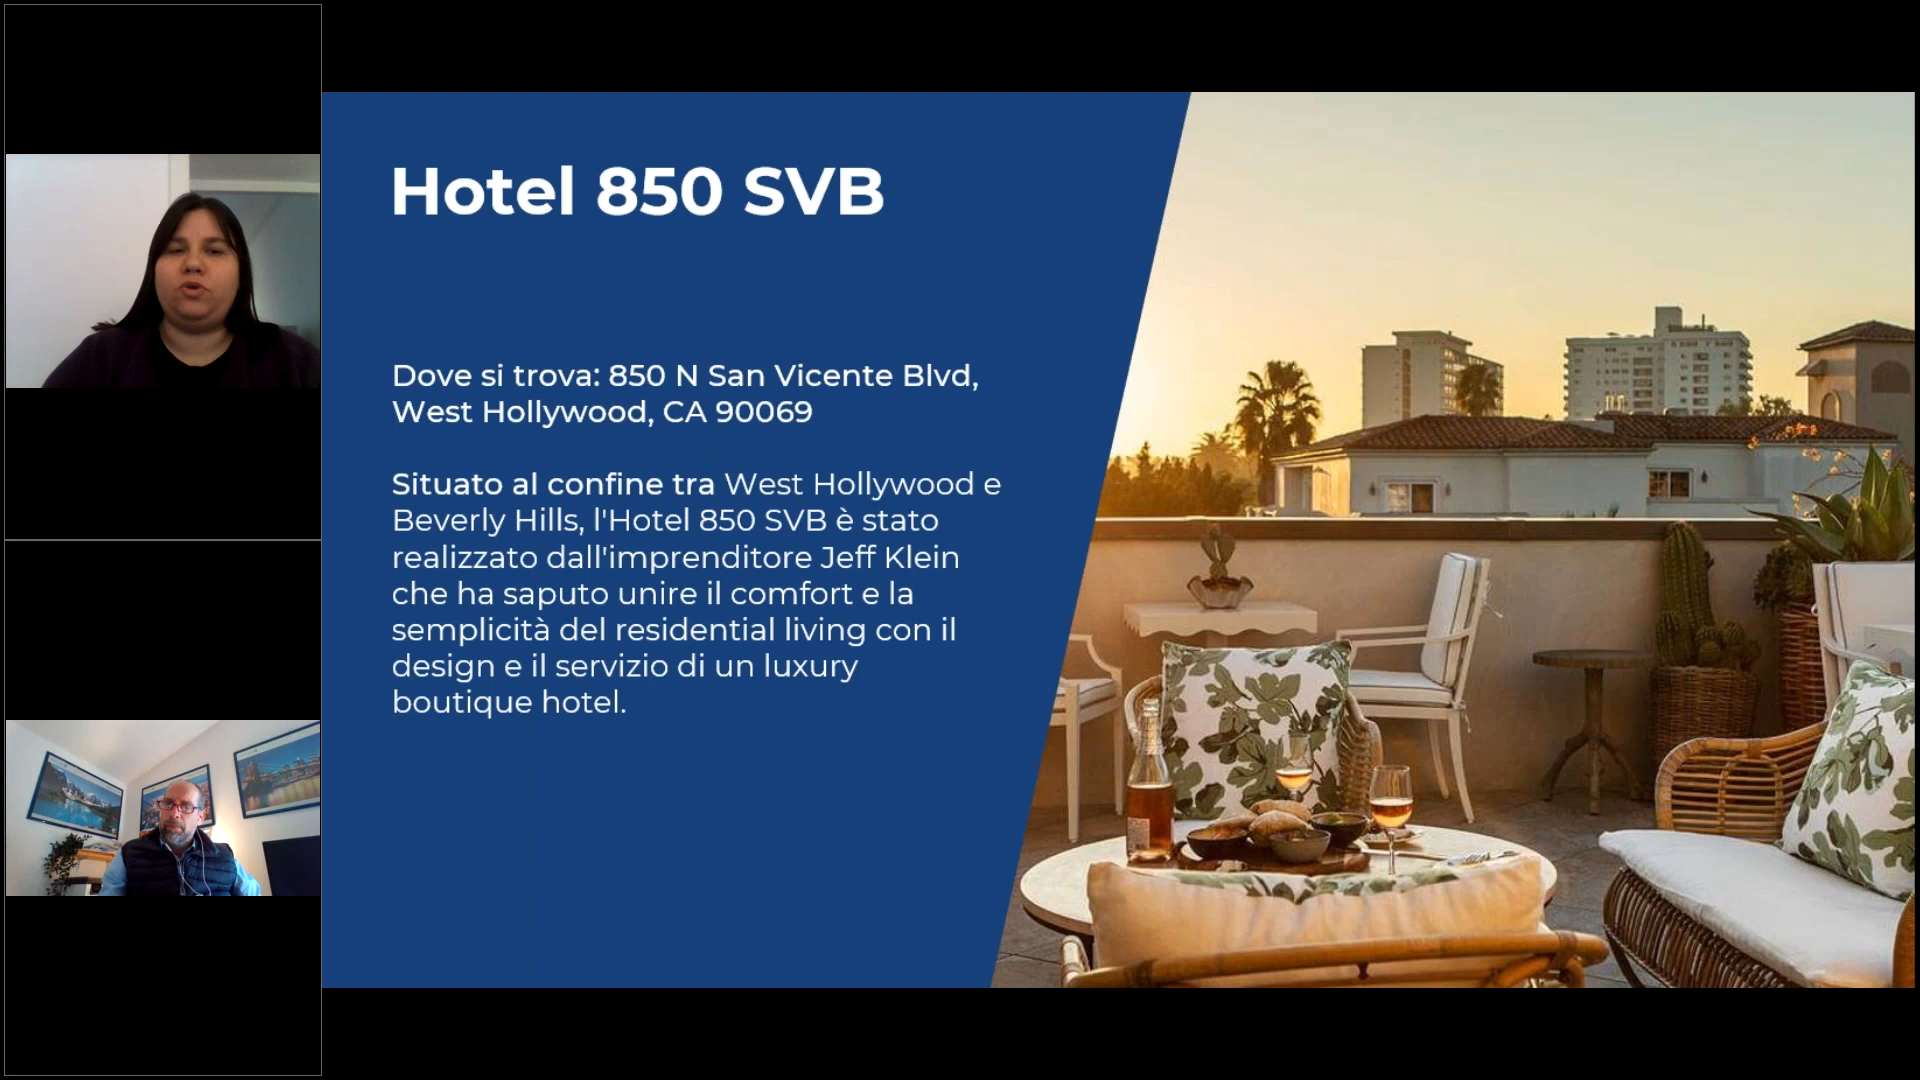 Hotel 850 SVB
Dove si trova: 850 N San Vicente Blvd,
West Hollywood, CA 90069
Situato al confine tra West Hollywood e
Beverly Hills, l'Hotel 850 SVB è stato
realizzato dall'imprenditore Jeff Klein
che ha saputo unire il comfort e la
semplicità del residential living con il
design e il servizio di un luxury
boutique hotel.